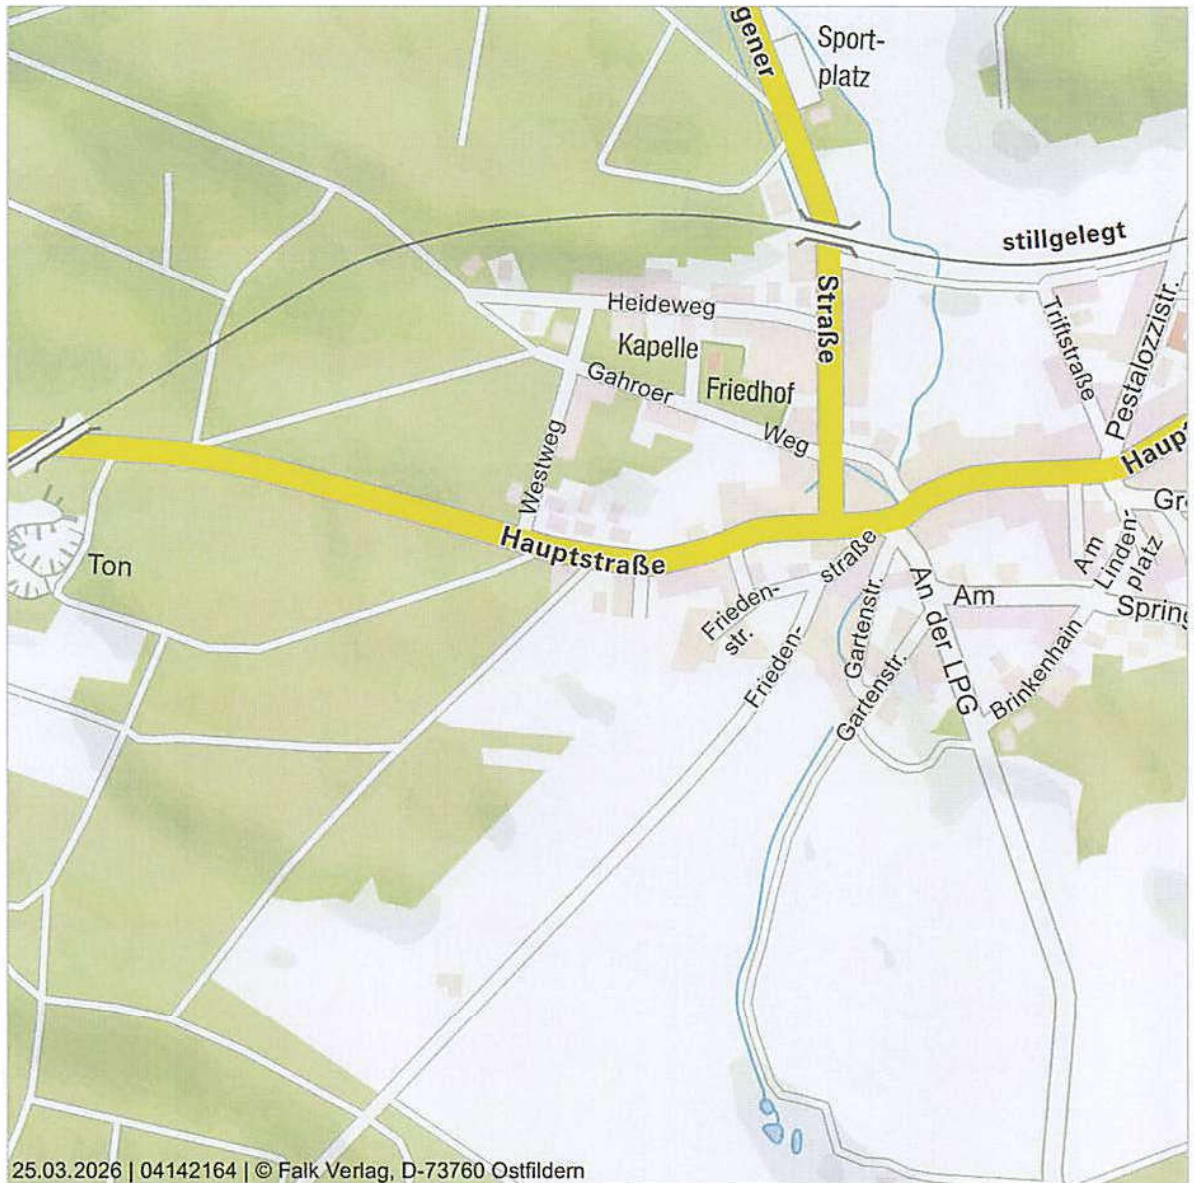 gener
Sport-
platz
stillgelegt
Straße
Heideweg
Triftstraße
Pestalozzistr.
Kapelle
Gahroer
Friedhof
Weg
Westweg
Haupt
Hauptstraße
Gr
Am
Linden-
platz
Ton
straße
Frieden-
str.
Frieden-
Gartenstr.
Gartenstr.
An der LPG
Am
Spring
Brinkenhain
25.03.2026 | 04142164 | © Falk Verlag, D-73760 Ostfildern